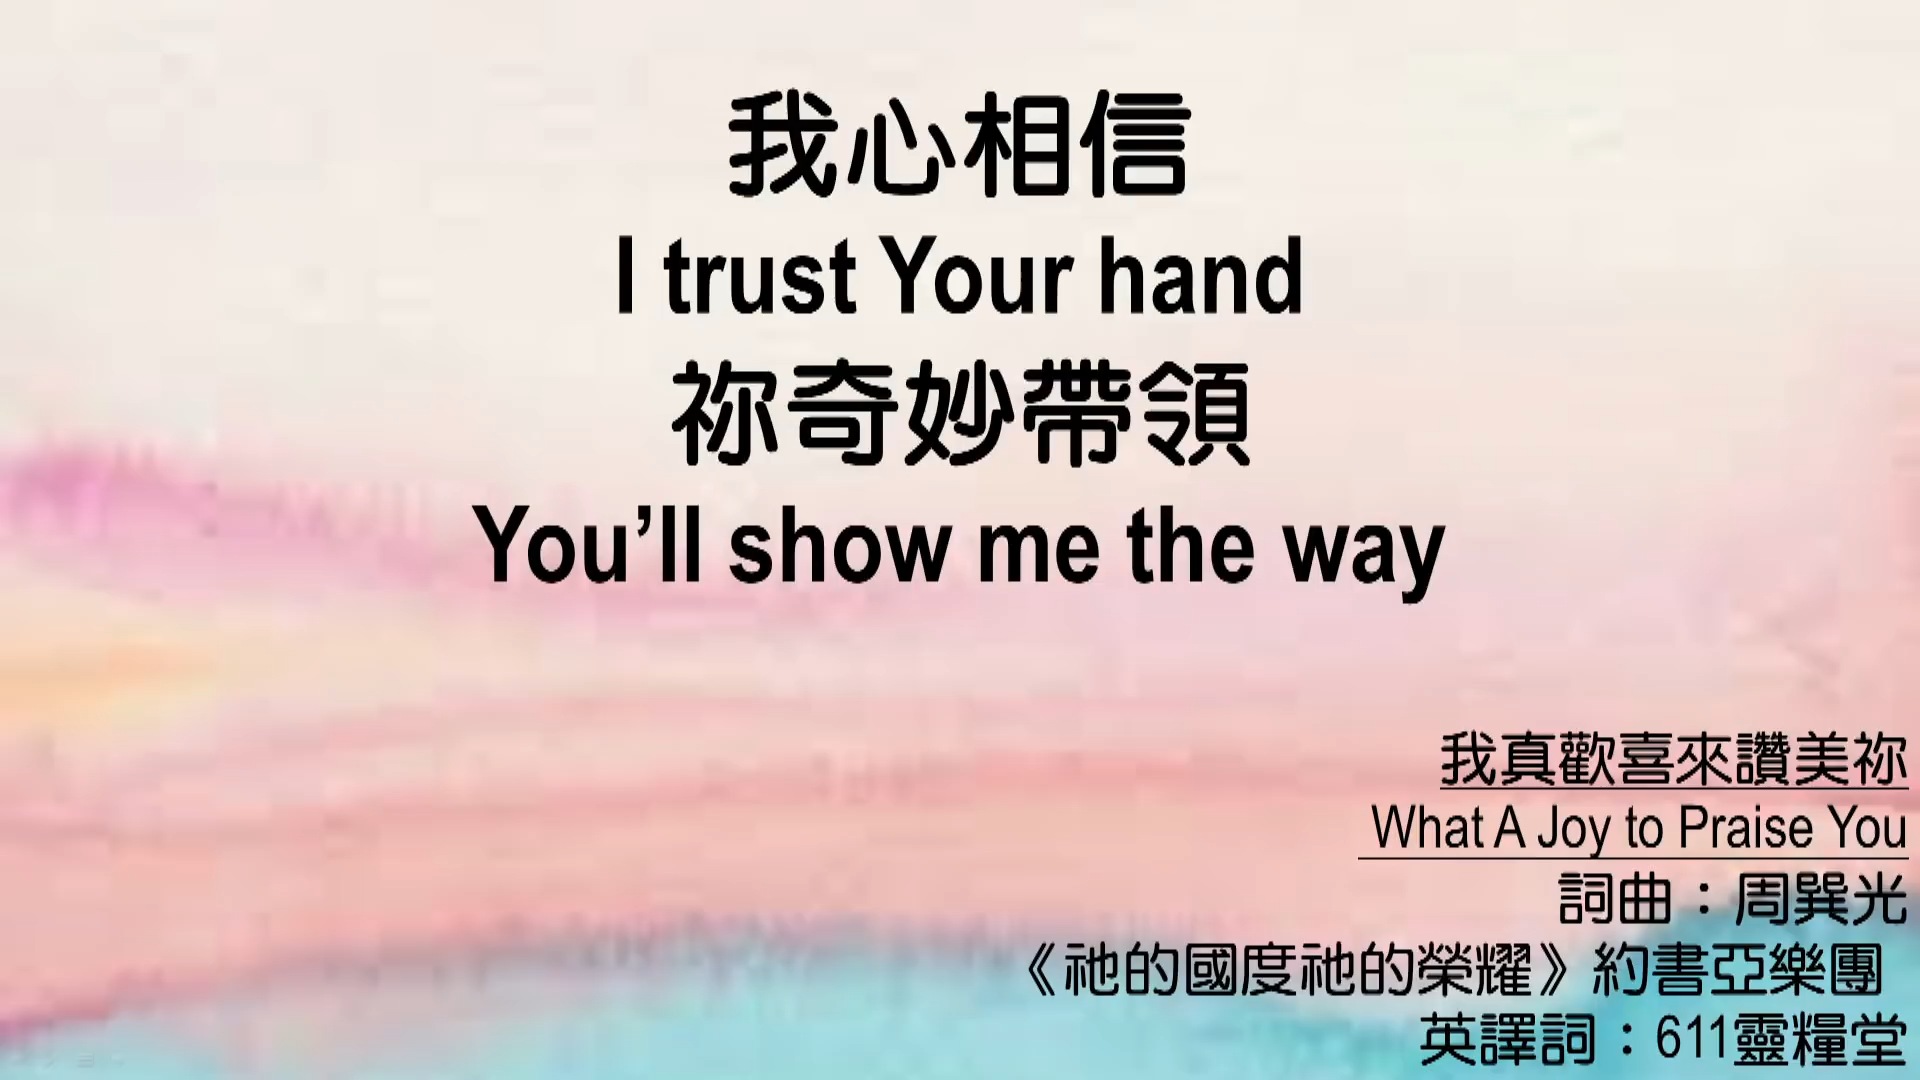 我心相信
I trust Your hand
祢奇妙帶領
You’ll show me the way
我真歡喜來讚美祢
What A Joy to Praise You
詞曲：周巽光
《祂的國度祂的榮耀》約書亞樂團
英譯詞：611靈糧堂